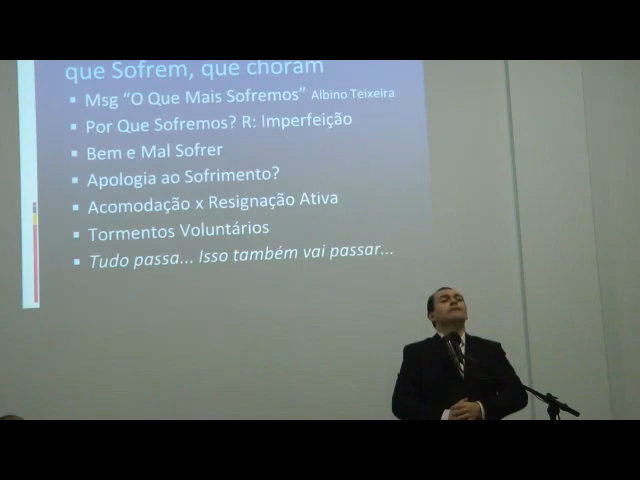 que Sofrem, que choram
Msg “O Que Mais Sofremos” Albino Teixeira
Por Que Sofremos? R: Imperfeição
Bem e Mal Sofrer
Apologia ao Sofrimento?
Acomodação x Resignação Ativa
Tormentos Voluntários
Tudo passa... Isso também vai passar...